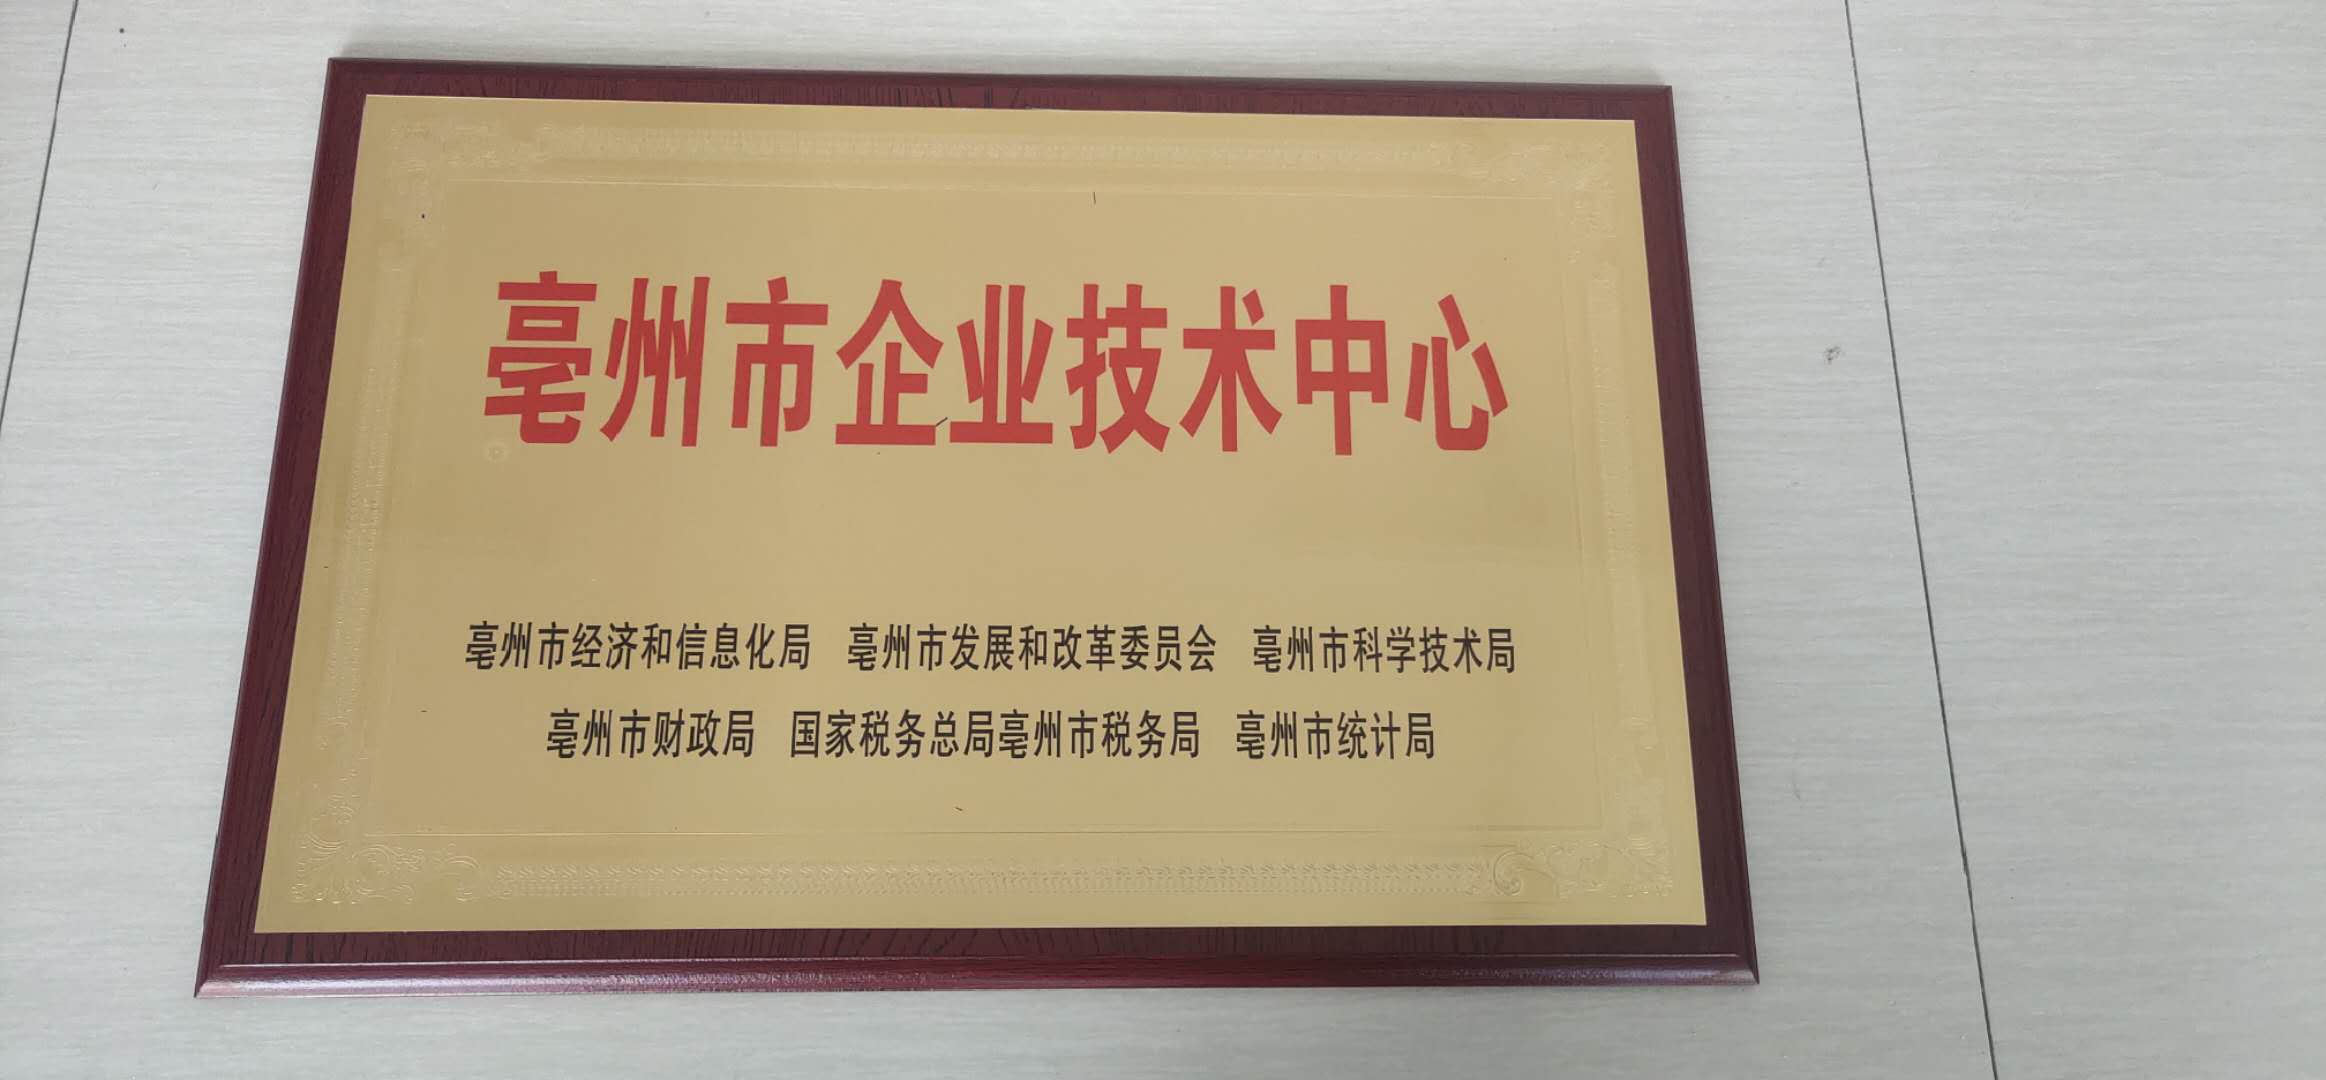 亳州市企业技术中心
亳州市经济和信息化局 亳州市发展和改革委员会 亳州市科学技术局
亳州市财政局 国家税务总局亳州市税务局 亳州市统计局